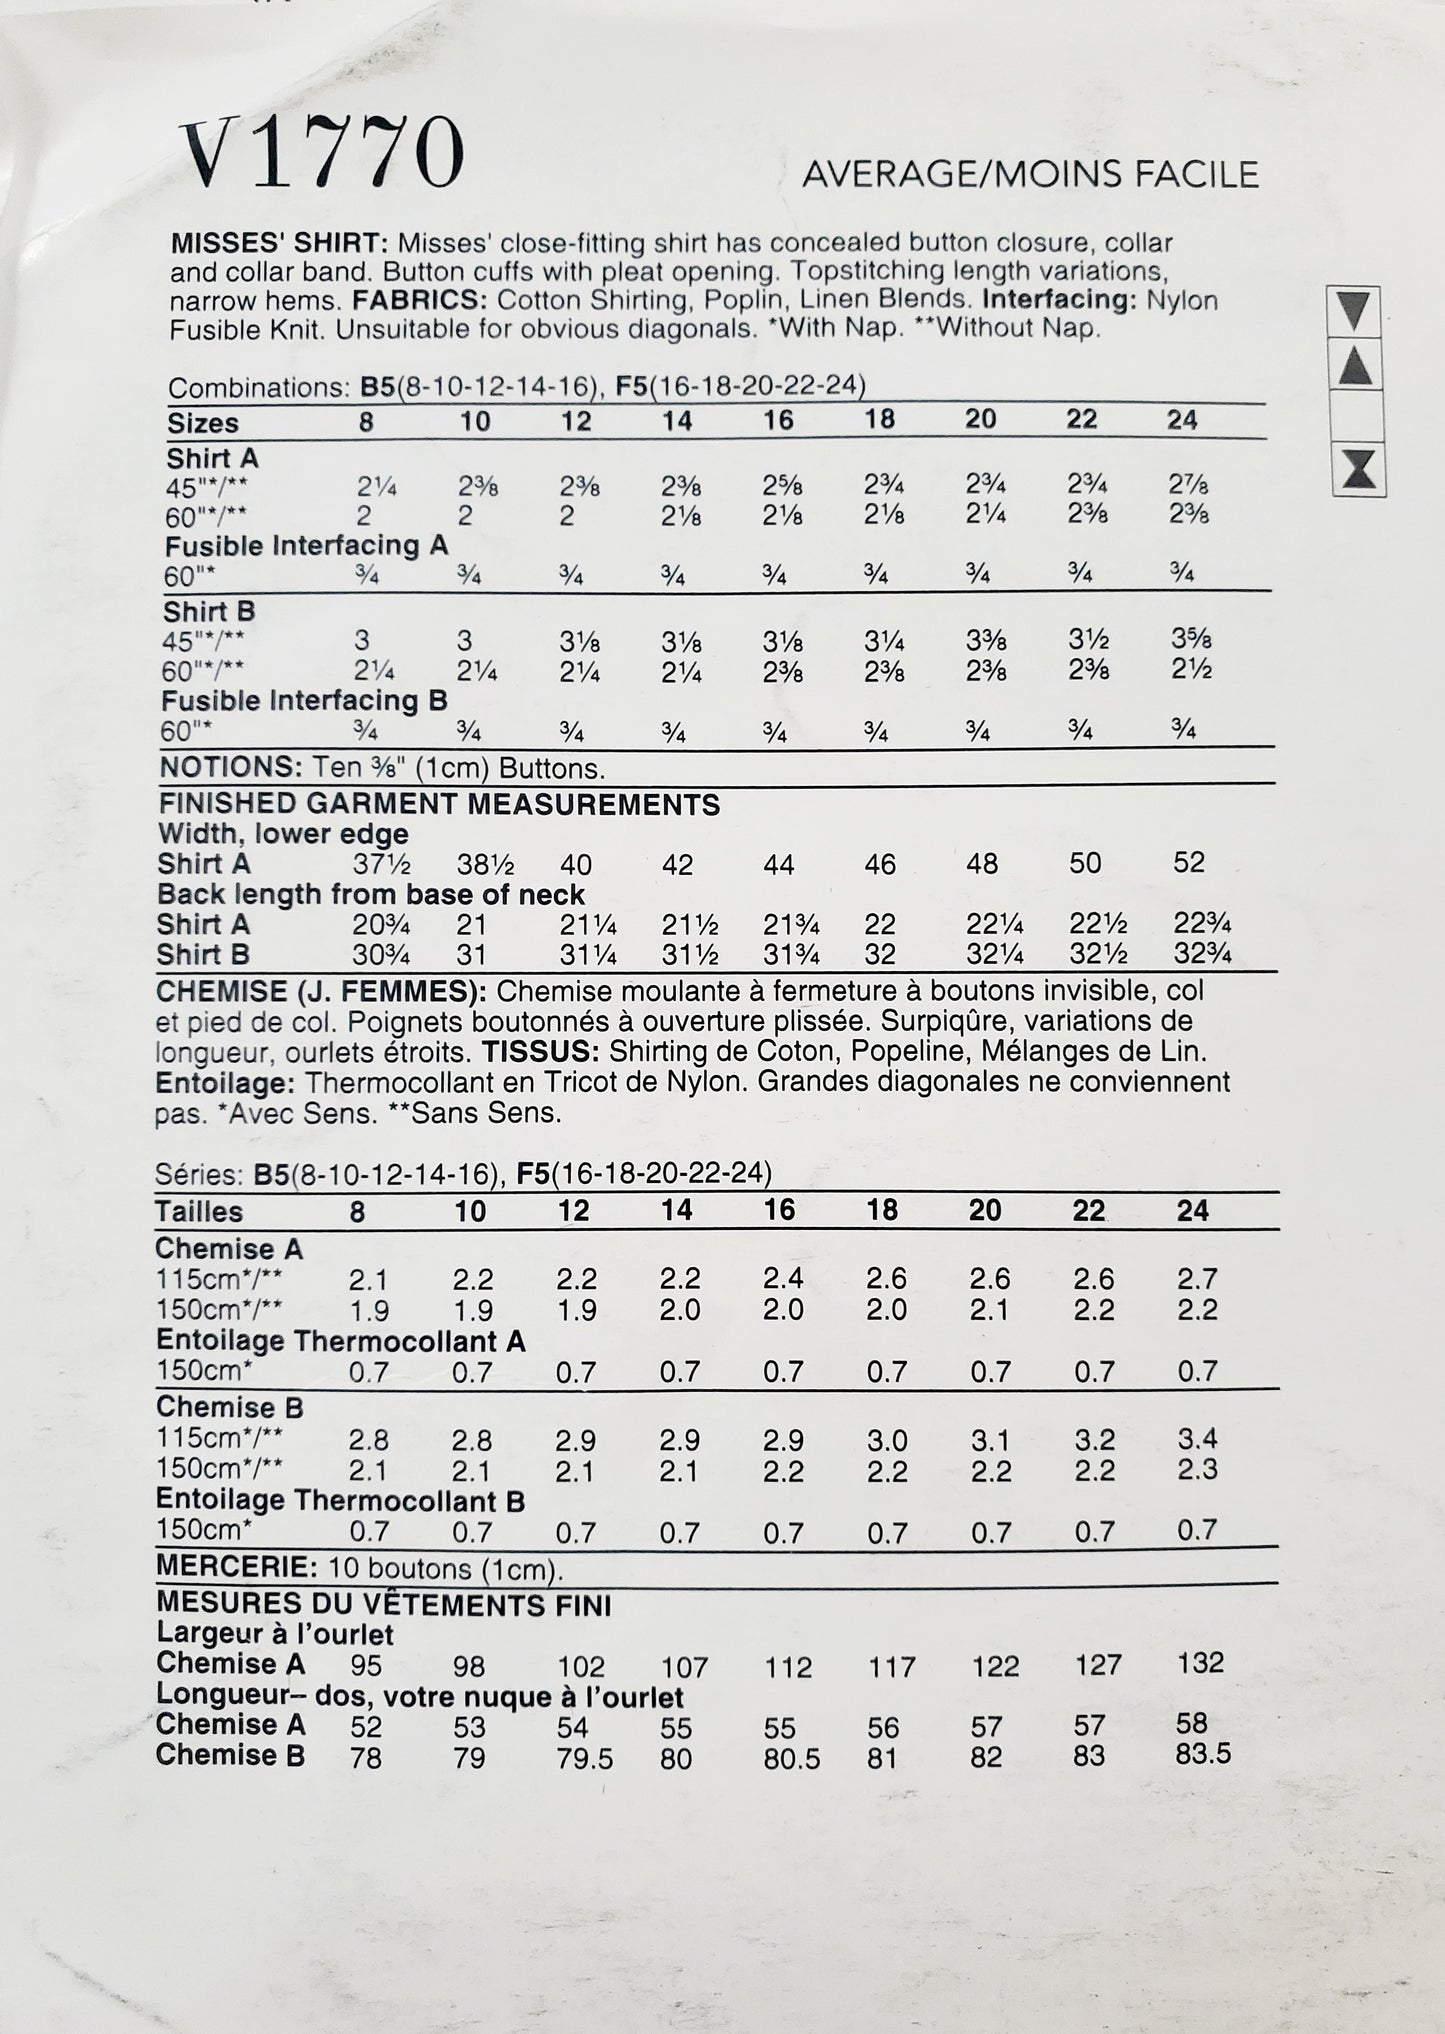 V1770
AVERAGE/MOINS FACILE
MISSES' SHIRT: Misses' close-fitting shirt has concealed button closure, collar
and collar band. Button cuffs with pleat opening. Topstitching length variations,
narrow hems. FABRICS: Cotton Shirting, Poplin, Linen Blends. Interfacing: Nylon
Fusible Knit. Unsuitable for obvious diagonals. *With Nap. **Without Nap.
Combinations: B5(8-10-12-14-16), F5(16-18-20-22-24)
Sizes 8 10 12 14 16 18 20 22 24
Shirt A
45"*/** 2¼ 2⅜ 2⅜ 2⅜ 2⅝ 2¾ 2¾ 2¾ 2⅞
60"*/** 2 2 2 2⅛ 2⅛ 2⅛ 2¼ 2⅜ 2⅜
Fusible Interfacing A
60"* ¾ ¾ ¾ ¾ ¾ ¾ ¾ ¾ ¾
Shirt B
45"*/** 3 3 3⅛ 3⅛ 3⅛ 3¼ 3⅜ 3½ 3⅝
60"*/** 2¼ 2¼ 2¼ 2¼ 2⅜ 2⅜ 2⅜ 2⅜ 2½
Fusible Interfacing B
60"* ¾ ¾ ¾ ¾ ¾ ¾ ¾ ¾ ¾
NOTIONS: Ten ⅜" (1cm) Buttons.
FINISHED GARMENT MEASUREMENTS
Width, lower edge
Shirt A 37½ 38½ 40 42 44 46 48 50 52
Back length from base of neck
Shirt A 20¾ 21 21¼ 21½ 21¾ 22 22¼ 22½ 22¾
Shirt B 30¾ 31 31¼ 31½ 31¾ 32 32¼ 32½ 32¾
CHEMISE (J. FEMMES): Chemise moulante à fermeture à boutons invisible, col
et pied de col. Poignets boutonnés à ouverture plissée. Surpiqûre, variations de
longueur, ourlets étroits. TISSUS: Shirting de Coton, Popeline, Mélanges de Lin.
Entoilage: Thermocollant en Tricot de Nylon. Grandes diagonales ne conviennent
pas. *Avec Sens. **Sans Sens.
Séries: B5(8-10-12-14-16), F5(16-18-20-22-24)
Tailles 8 10 12 14 16 18 20 22 24
Chemise A
115cm*/** 2.1 2.2 2.2 2.2 2.4 2.6 2.6 2.6 2.7
150cm*/** 1.9 1.9 1.9 2.0 2.0 2.0 2.1 2.2 2.2
Entoilage Thermocollant A
150cm* 0.7 0.7 0.7 0.7 0.7 0.7 0.7 0.7 0.7
Chemise B
115cm*/** 2.8 2.8 2.9 2.9 2.9 3.0 3.1 3.2 3.4
150cm*/** 2.1 2.1 2.1 2.1 2.2 2.2 2.2 2.2 2.3
Entoilage Thermocollant B
150cm* 0.7 0.7 0.7 0.7 0.7 0.7 0.7 0.7 0.7
MERCERIE: 10 boutons (1cm).
MESURES DU VÊTEMENTS FINI
Largeur à l'ourlet
Chemise A 95 98 102 107 112 117 122 127 132
Longueur– dos, votre nuque à l'ourlet
Chemise A 52 53 54 55 55 56 57 57 58
Chemise B 78 79 79.5 80 80.5 81 82 83 83.5